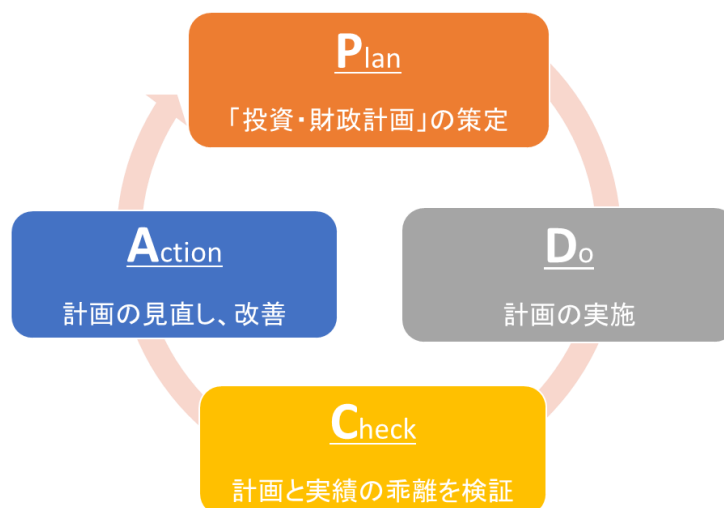 Plan
「投資・財政計画」の策定
Action
計画の見直し、改善
Do
計画の実施
Check
計画と実績の乖離を検証